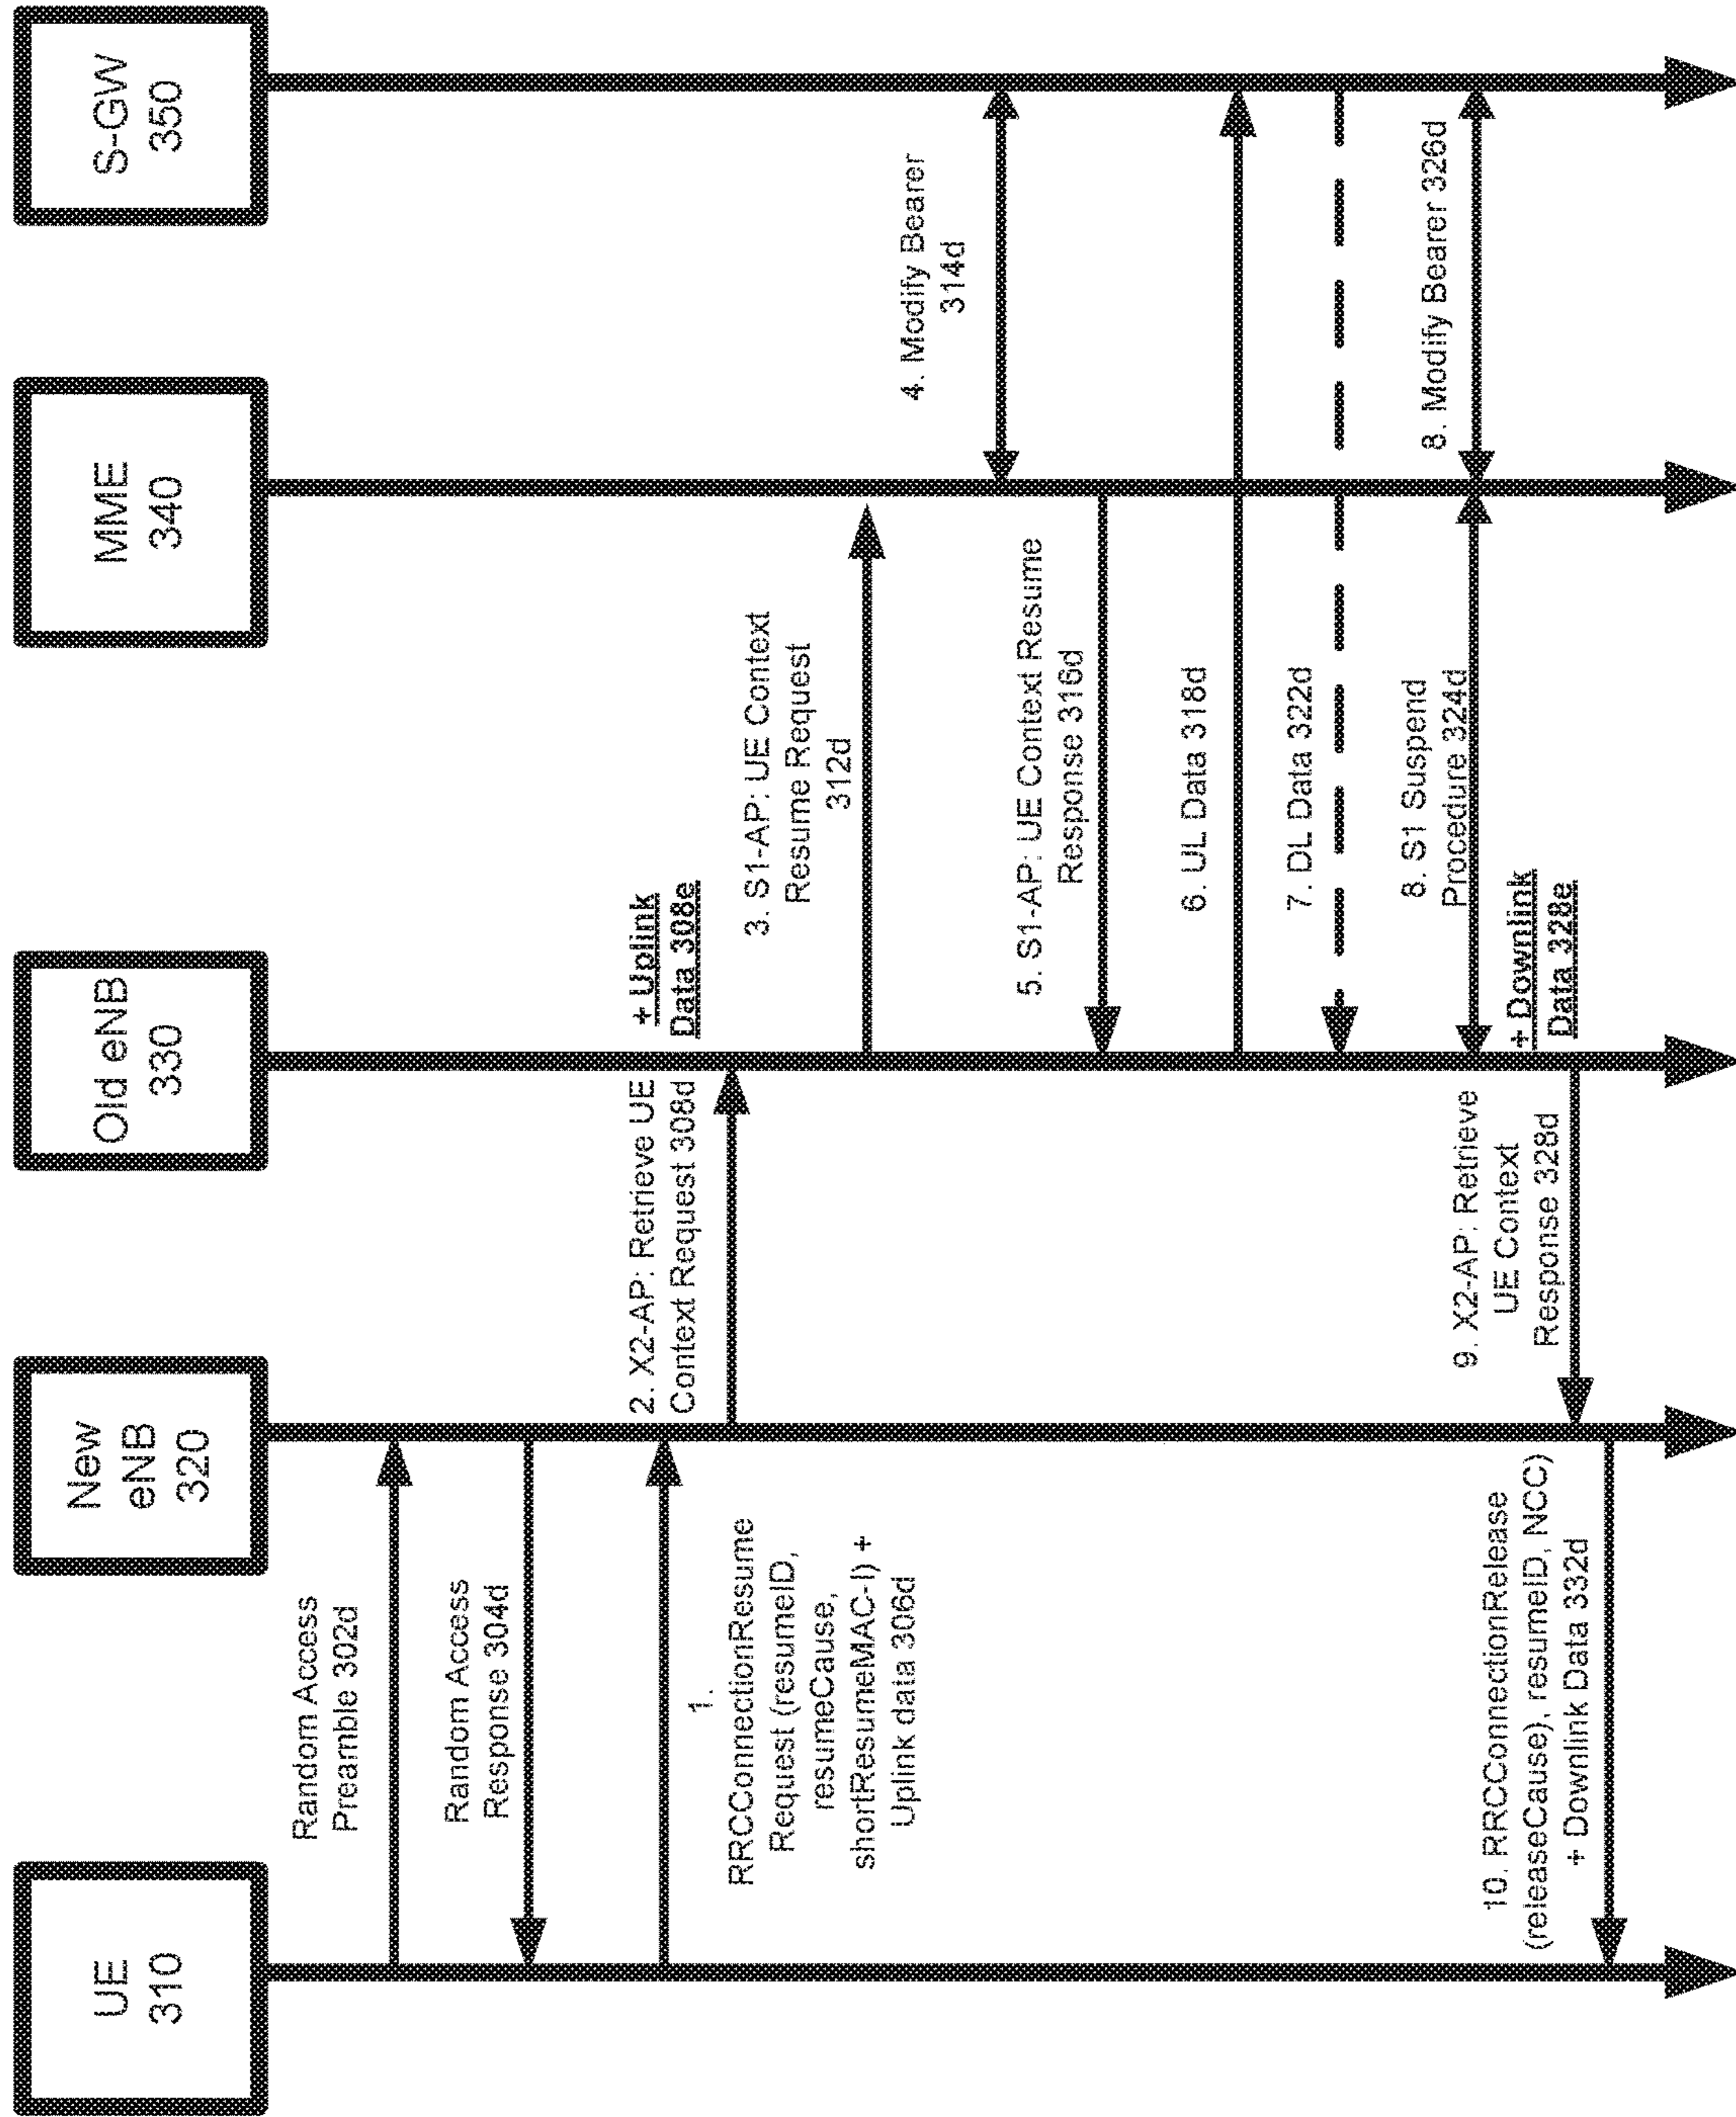 UE
310
New
eNB
320
Old eNB
330
MME
340
S-GW
350
Random Access
Preamble 302d
Random Access
Response 304d
1.
RRCConnectionResume
Request (resumeID,
resumeCause,
shortResumeMAC-I) +
Uplink data 306d
2. X2-AP: Retrieve UE
Context Request 308d
+ Uplink
Data 308e
3. S1-AP: UE Context
Resume Request
312d
4. Modify Bearer
314d
5. S1-AP: UE Context Resume
Response 316d
6. UL Data 318d
7. DL Data 322d
8. S1 Suspend
Procedure 324d
8. Modify Bearer 326d
9. X2-AP: Retrieve
UE Context
Response 328d
+ Downlink
Data 328e
10. RRCConnectionRelease
(releaseCause), resumeID, NCC)
+ Downlink Data 332d